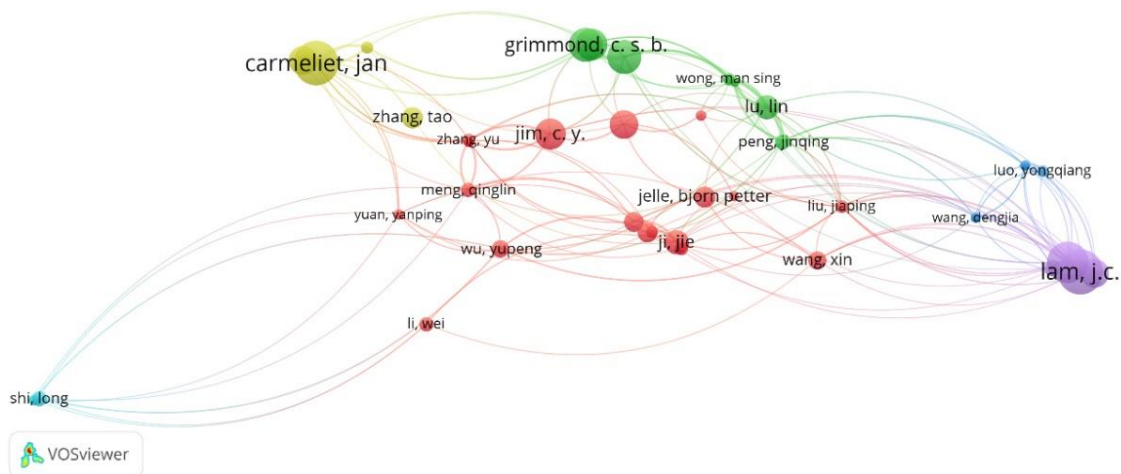 grimmond, c. s. b.
carmeliet, jan
wong, man sing
lu, lin
zhang, tao
jim, c. y.
zhang, yu
peng, jinqing
luo, yongqiang
meng, qinglin
jelle, bjorn petter
liu, jiaping
yuan, yanping
wang, dengjia
ji, jie
wu, yupeng
wang, xin
lam, j.c.
li, wei
shi, long
VOSviewer